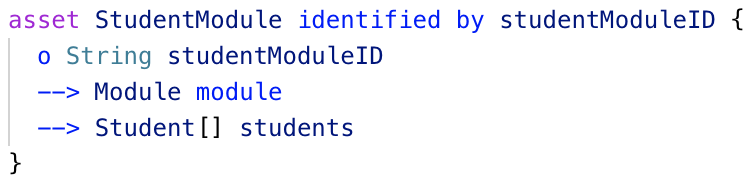 asset StudentModule identified by studentModuleID {
  o String studentModuleID
  --> Module module
  --> Student[] students
}